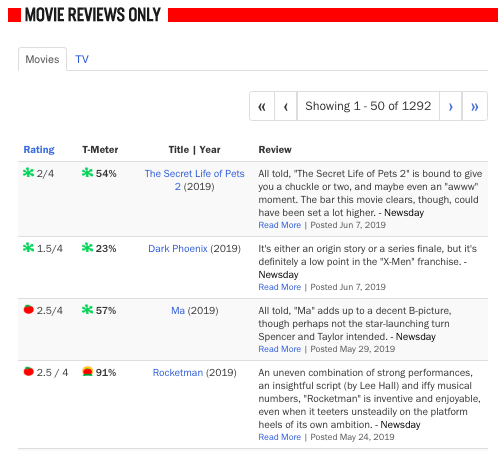 MOVIE REVIEWS ONLY
Movies TV
« ‹ Showing 1 - 50 of 1292 › »
Rating T-Meter Title | Year Review
2/4 54% The Secret Life of Pets
2 (2019)
All told, "The Secret Life of Pets 2" is bound to give
you a chuckle or two, and maybe even an "awww"
moment. The bar this movie clears, though, could
have been set a lot higher. - Newsday
Read More | Posted Jun 7, 2019
1.5/4 23% Dark Phoenix (2019)
It's either an origin story or a series finale, but it's
definitely a low point in the "X-Men" franchise. -
Newsday
Read More | Posted Jun 7, 2019
2.5/4 57% Ma (2019)
All told, "Ma" adds up to a decent B-picture,
though perhaps not the star-launching turn
Spencer and Taylor intended. - Newsday
Read More | Posted May 29, 2019
2.5 / 4 91% Rocketman (2019)
An uneven combination of strong performances,
an insightful script (by Lee Hall) and iffy musical
numbers, "Rocketman" is inventive and enjoyable,
even when it teeters unsteadily on the platform
heels of its own ambition. - Newsday
Read More | Posted May 24, 2019